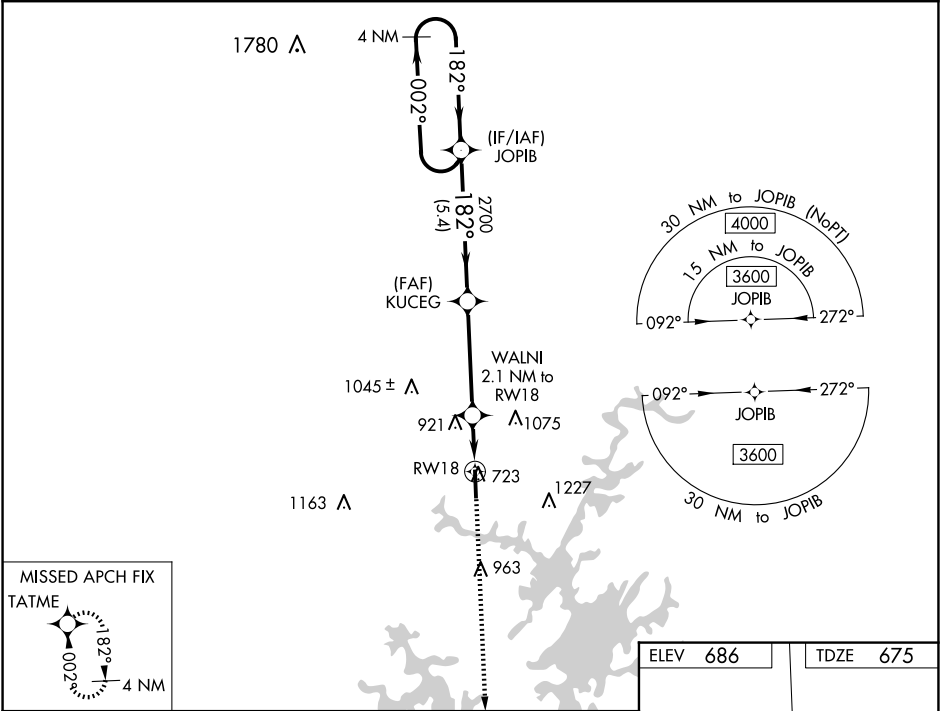 1780
4 NM
182°
002°
(IF/IAF)
JOPIB
2700
182°
(5.4)
(FAF)
KUCEG
30 NM to JOPIB (NoPT)
4000
15 NM to JOPIB
3600
JOPIB
092°
272°
WALNI
2.1 NM to
RW18
1045 ±
921
1075
092°
272°
JOPIB
3600
30 NM to JOPIB
RW18
723
1163
1227
963
MISSED APCH FIX
TATME
182°
002°
4 NM
ELEV 686
TDZE 675